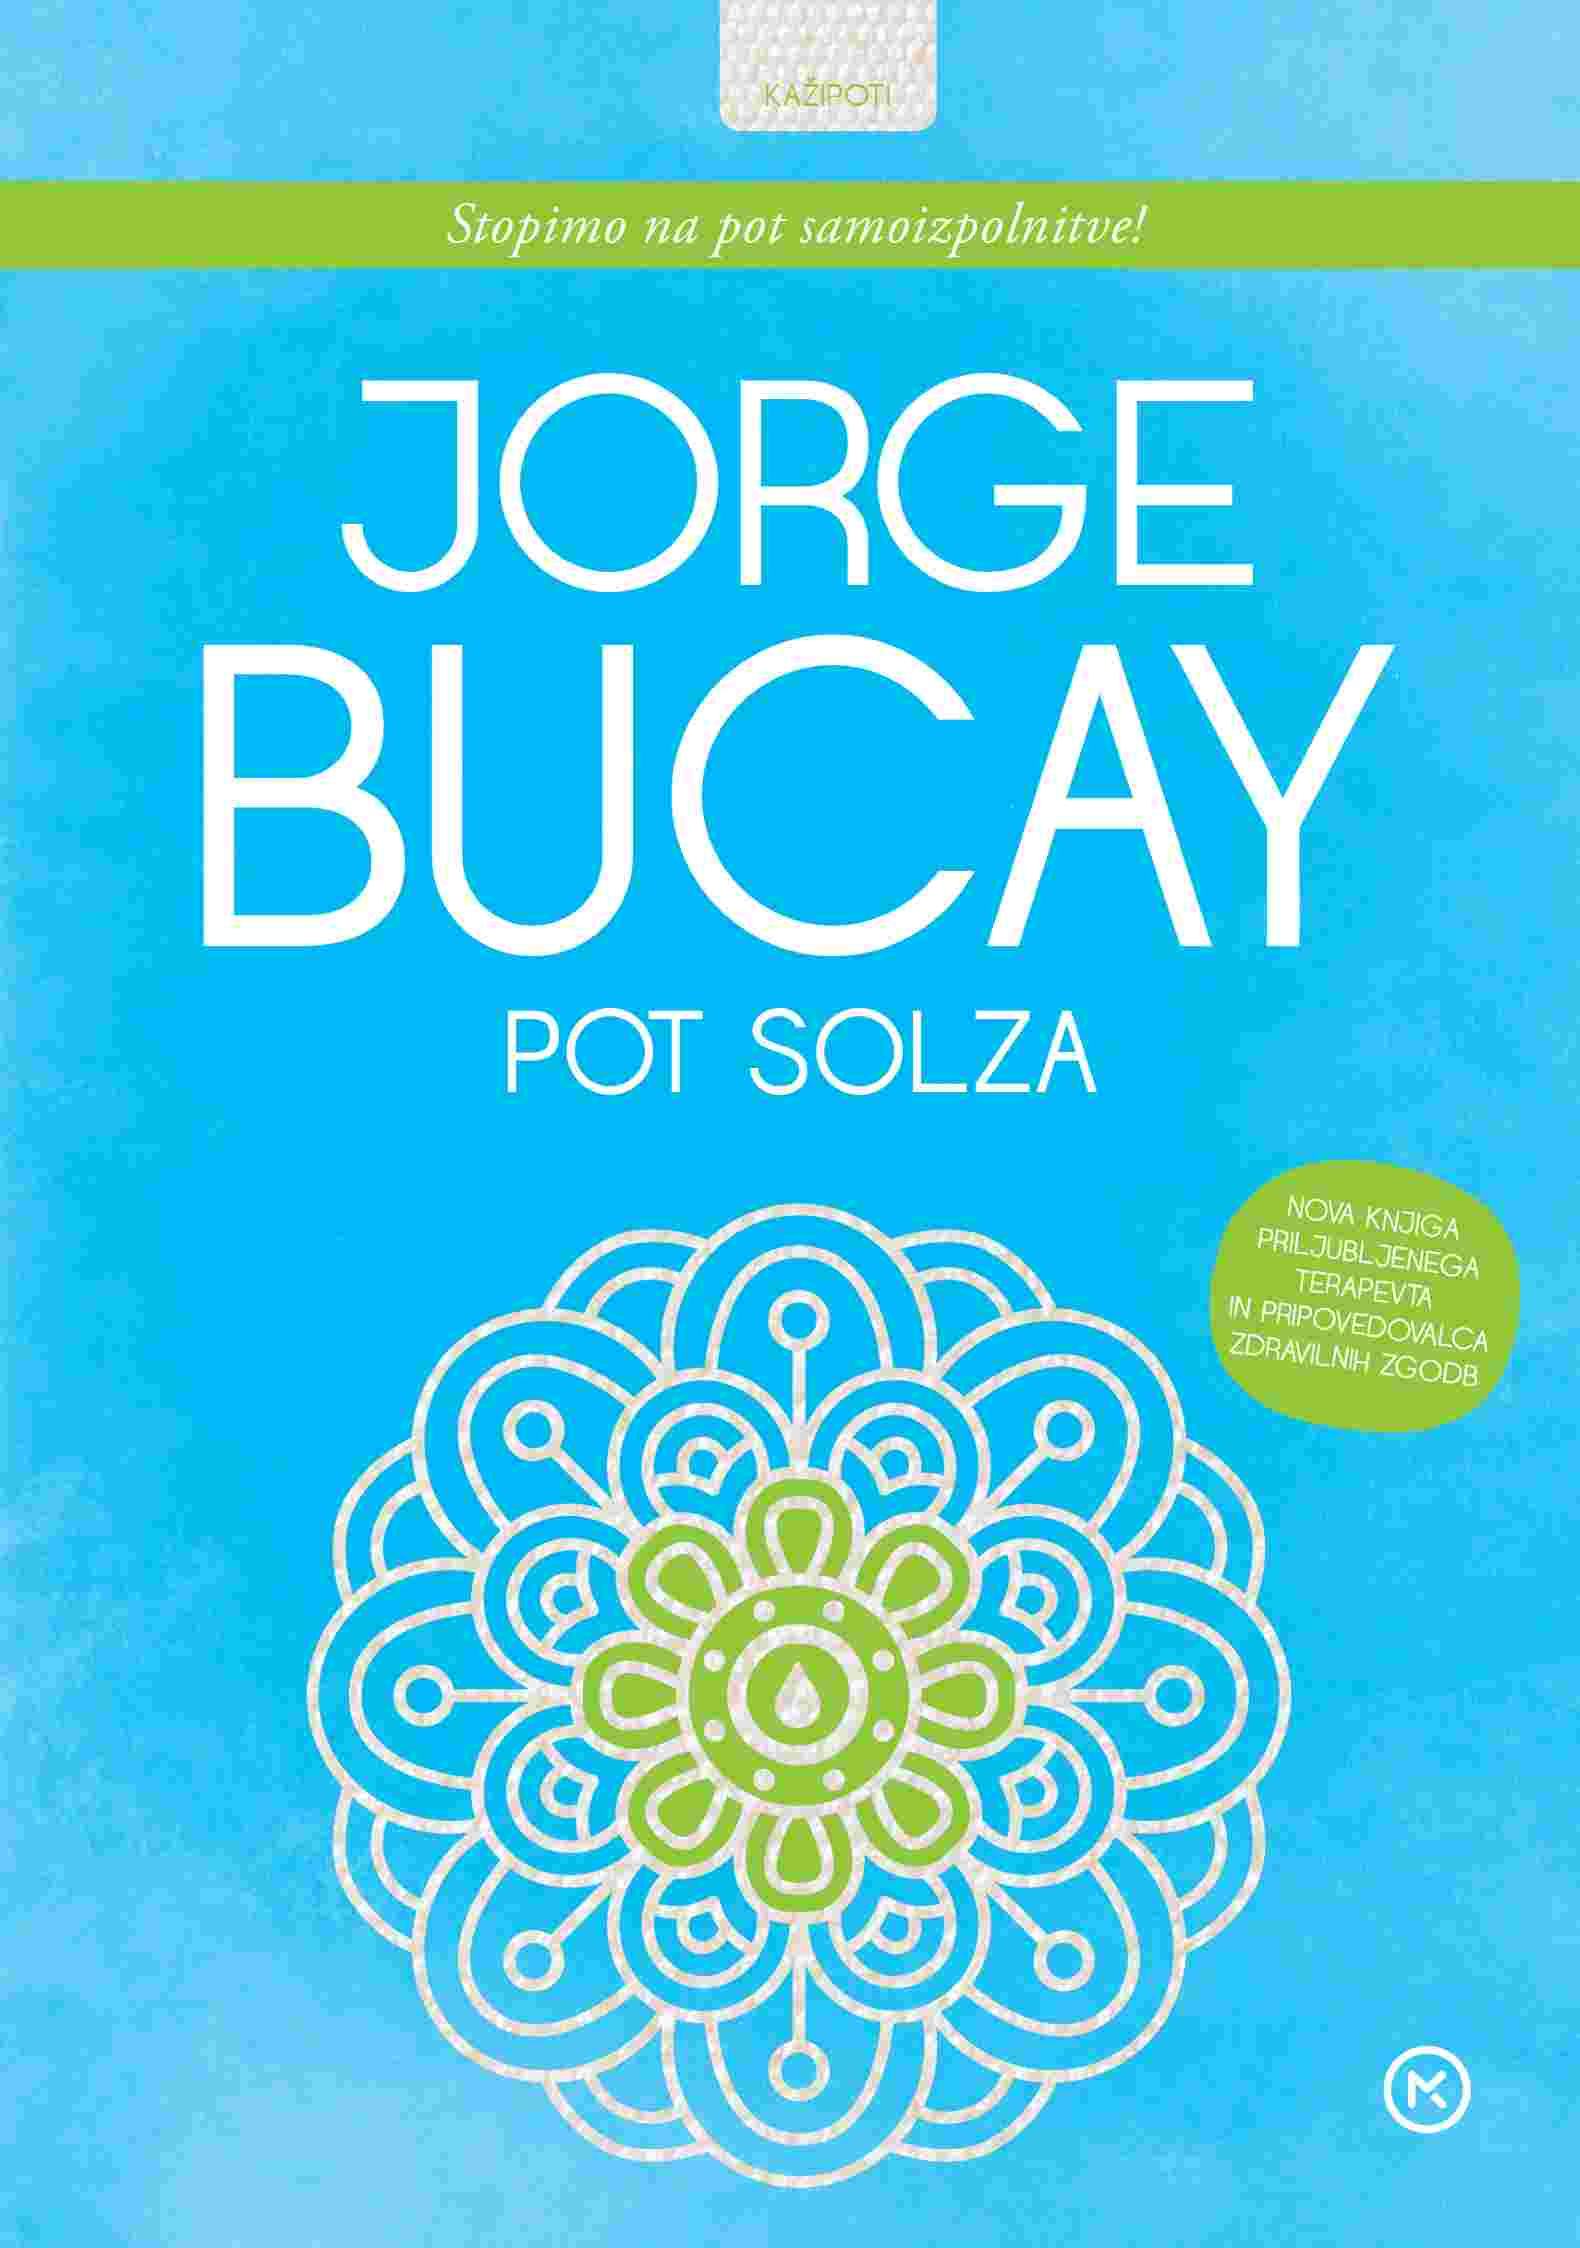 KAŽIPOTI
Stopimo na pot samoizpolnitve!
JORGE
BUCAY
POT SOLZA
NOVA KNJIGA
PRILJUBLJENEGA
TERAPEVTA
IN PRIPOVEDOVALCA
ZDRAVILNIH ZGODB